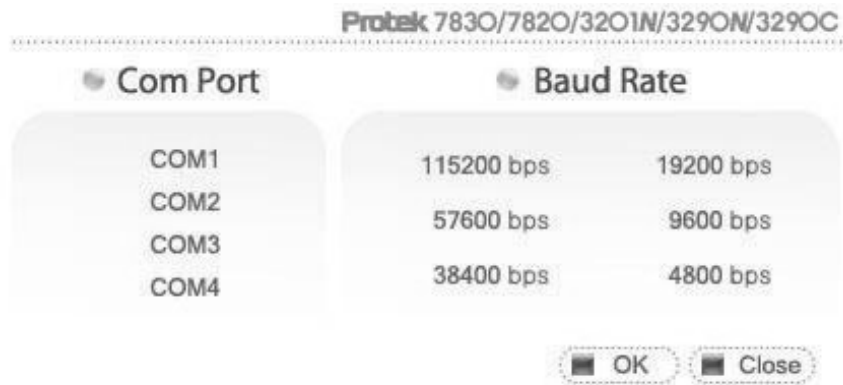 Protek 7830/7820/3201N/3290N/3290C
Com Port
Baud Rate
COM1
COM2
COM3
COM4
115200 bps
19200 bps
57600 bps
9600 bps
38400 bps
4800 bps
OK
Close